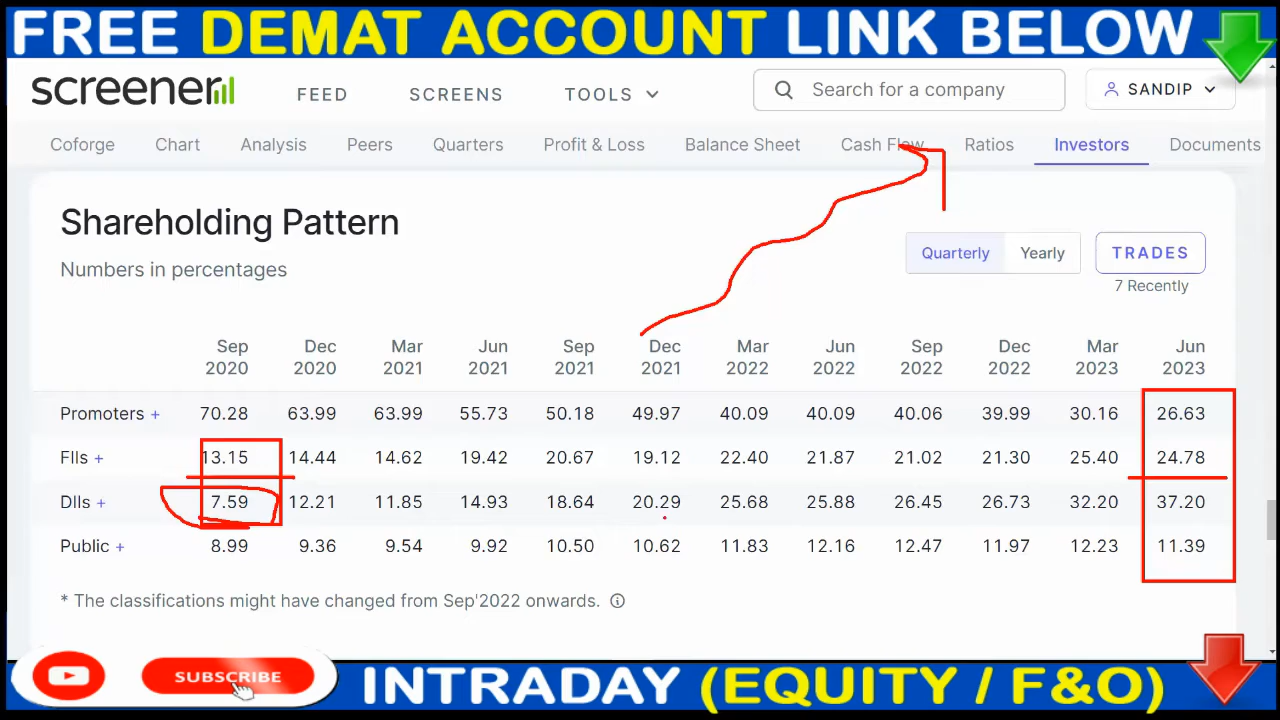 FREE DEMAT ACCOUNT LINK BELOW
screener FEED SCREENS TOOLS Search for a company SANDIP
Coforge Chart Analysis Peers Quarters Profit & Loss Balance Sheet Cash Flow Ratios Investors Documents
Shareholding Pattern
Numbers in percentages
Quarterly Yearly TRADES
7 Recently
Sep 2020 Dec 2020 Mar 2021 Jun 2021 Sep 2021 Dec 2021 Mar 2022 Jun 2022 Sep 2022 Dec 2022 Mar 2023 Jun 2023
Promoters + 70.28 63.99 63.99 55.73 50.18 49.97 40.09 40.09 40.06 39.99 30.16 26.63
FIIs + 13.15 14.44 14.62 19.42 20.67 19.12 22.40 21.87 21.02 21.30 25.40 24.78
DIIs + 7.59 12.21 11.85 14.93 18.64 20.29 25.68 25.88 26.45 26.73 32.20 37.20
Public + 8.99 9.36 9.54 9.92 10.50 10.62 11.83 12.16 12.47 11.97 12.23 11.39
* The classifications might have changed from Sep'2022 onwards.
SUBSCRIBE
INTRADAY (EQUITY / F&O)